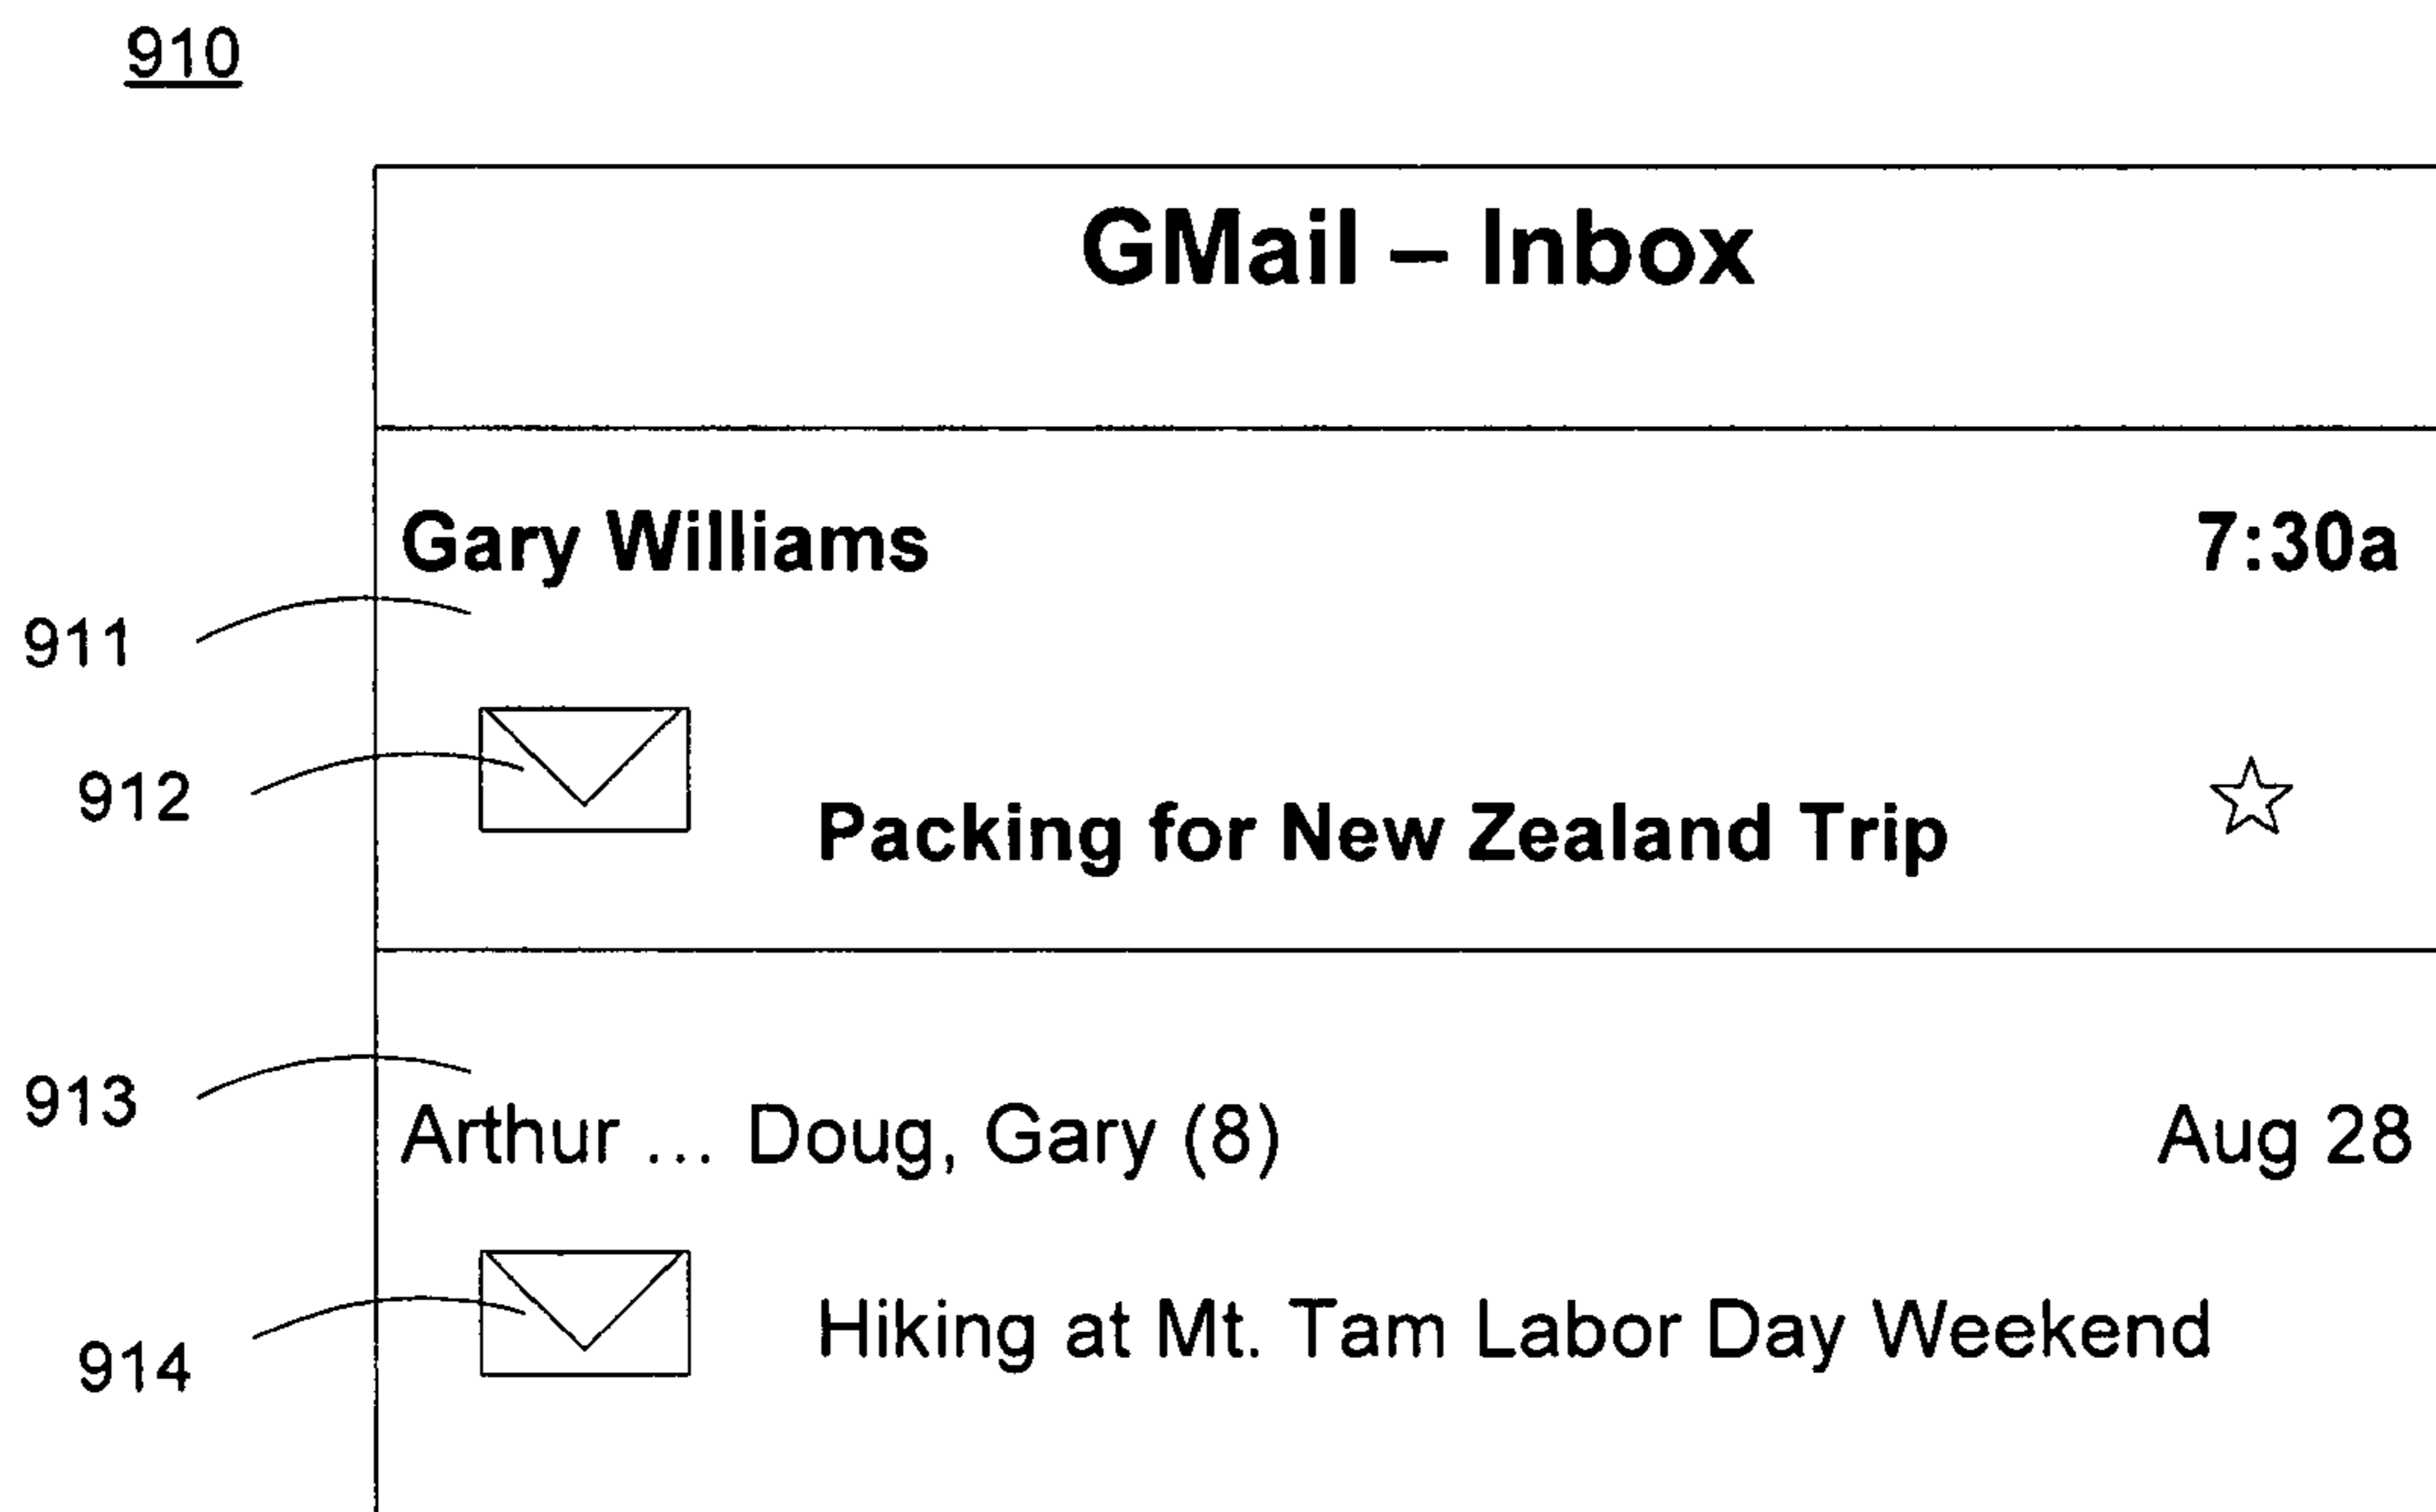 910
GMail – Inbox
Gary Williams 7:30a
911
912
Packing for New Zealand Trip
913
Arthur ... Doug, Gary (8) Aug 28
Hiking at Mt. Tam Labor Day Weekend
914